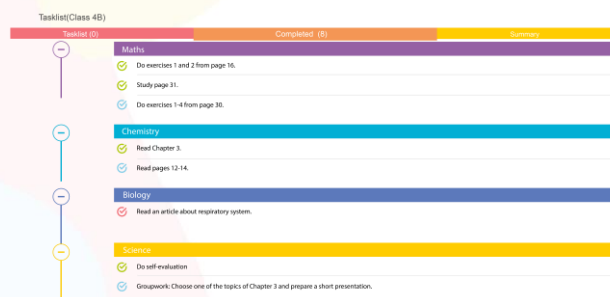 Tasklist(Class 4B)
Tasklist (0) Completed (8) Summary
Maths
Do exercises 1 and 2 from page 16.
Study page 31.
Do exercises 1-4 from page 30.
Chemistry
Read Chapter 3.
Read pages 12-14.
Biology
Read an article about respiratory system.
Science
Do self-evaluation
Groupwork: Choose one of the topics of Chapter 3 and prepare a short presentation.